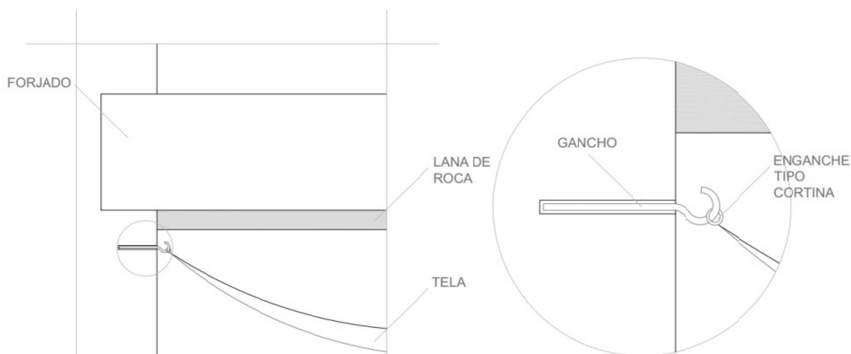 FORJADO
LANA DE
ROCA
TELA
GANCHO
ENGANCHE
TIPO
CORTINA